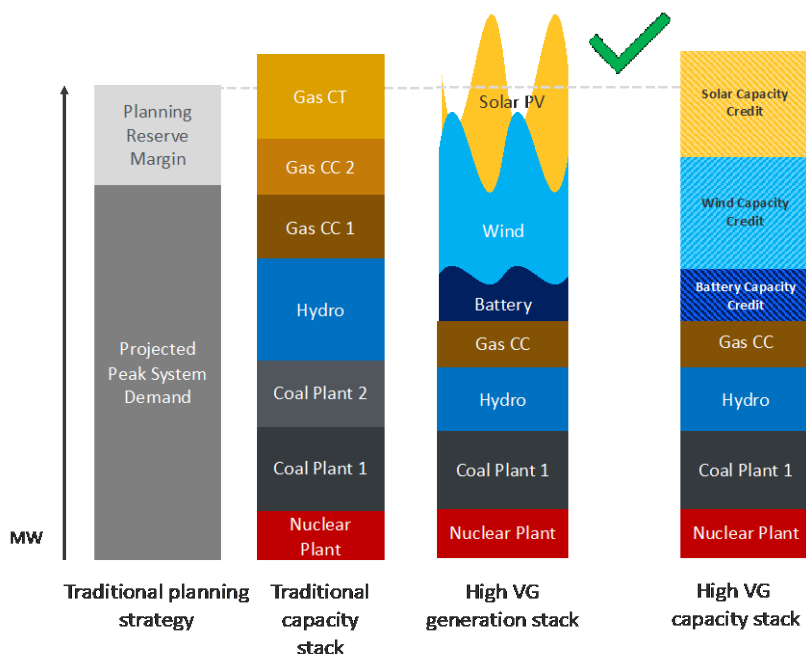 Planning
Reserve
Margin
Projected
Peak System
Demand
MW
Traditional planning
strategy
Gas CT
Gas CC 2
Gas CC 1
Hydro
Coal Plant 2
Coal Plant 1
Nuclear
Plant
Traditional
capacity
stack
Solar PV
Wind
Battery
Gas CC
Hydro
Coal Plant 1
Nuclear Plant
High VG
generation stack
Solar Capacity
Credit
Wind Capacity
Credit
Battery Capacity
Credit
Gas CC
Hydro
Coal Plant 1
Nuclear Plant
High VG
capacity stack